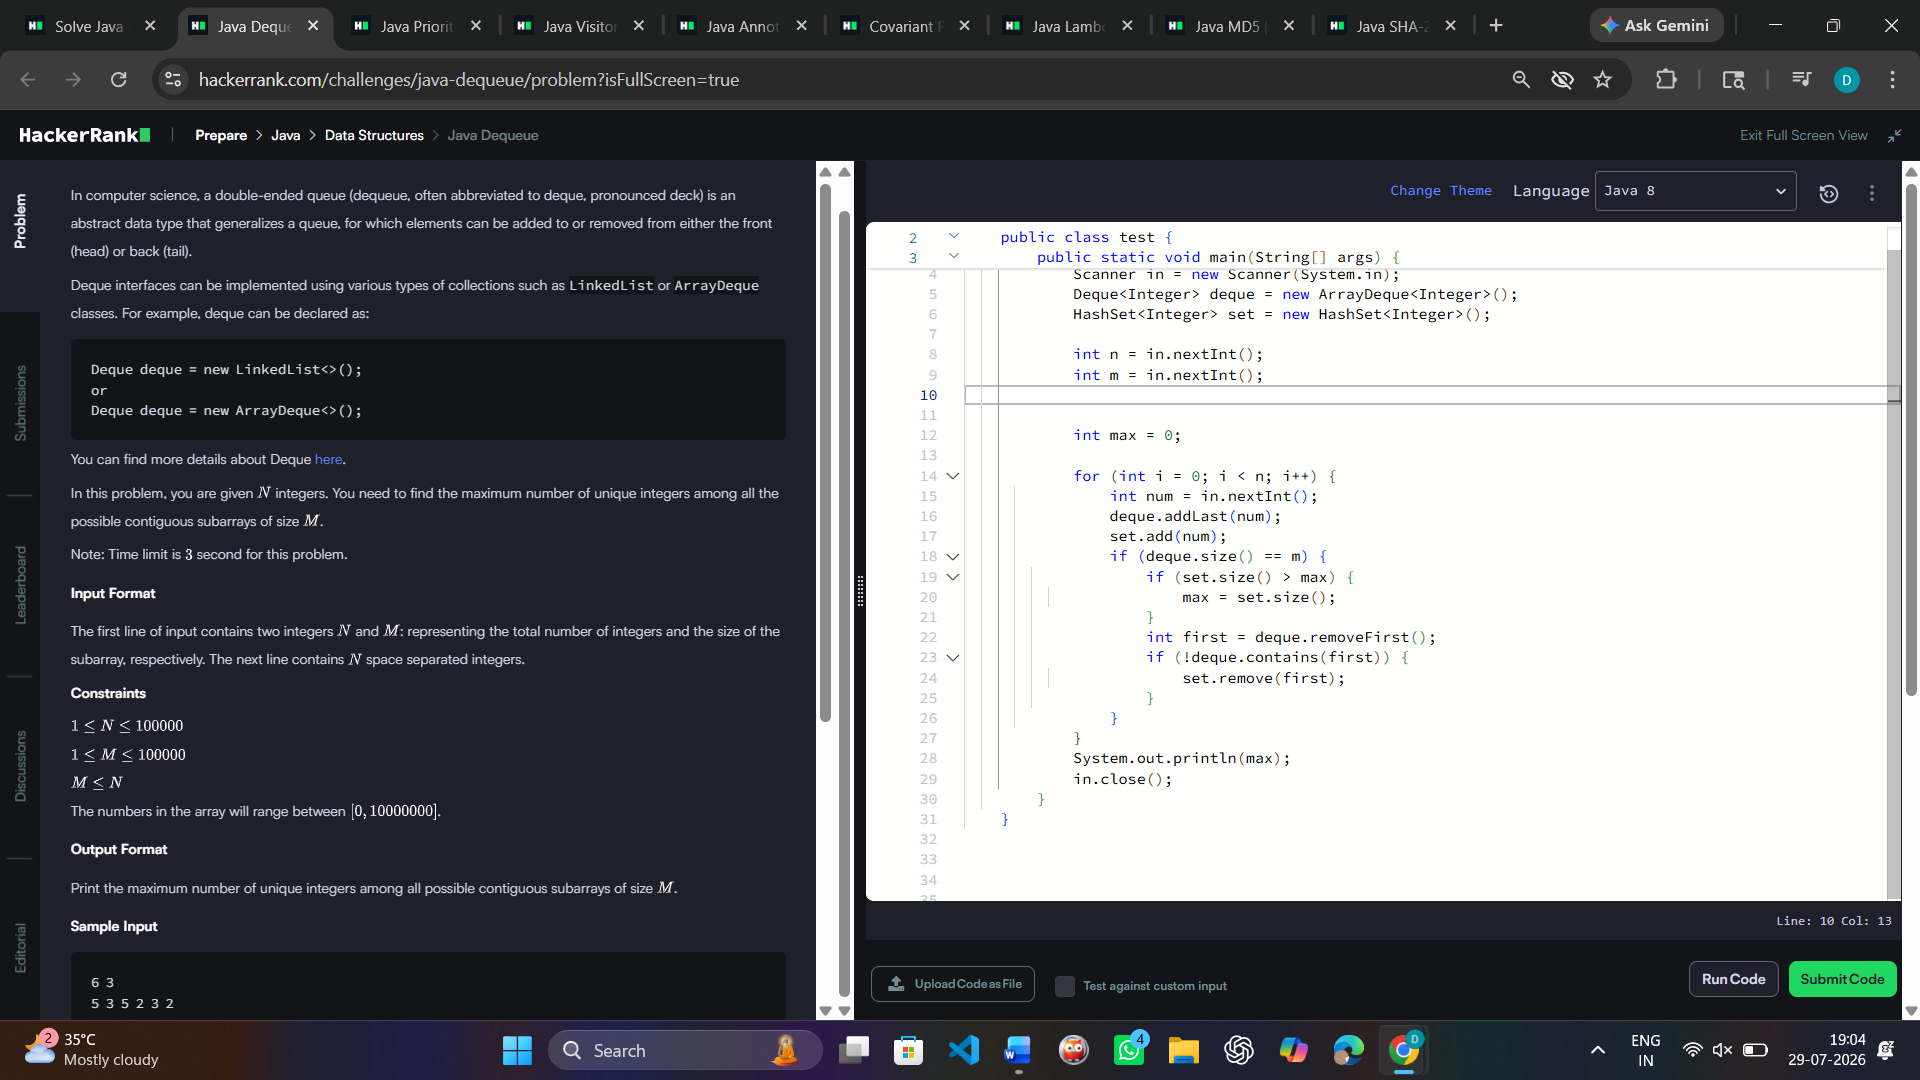 Solve Java
Java Deque
Java Priorit
Java Visitor
Java Annot
Covariant
Java Lamb
Java MD5
Java SHA-2
Ask Gemini
hackerrank.com/challenges/java-dequeue/problem?isFullScreen=true
D
HackerRank
Prepare > Java > Data Structures > Java Dequeue
Exit Full Screen View
Problem
Submissions
Leaderboard
Discussions
Editorial
In computer science, a double-ended queue (dequeue, often abbreviated to deque, pronounced deck) is an
abstract data type that generalizes a queue, for which elements can be added to or removed from either the front
(head) or back (tail).
Deque interfaces can be implemented using various types of collections such as LinkedList or ArrayDeque
classes. For example, deque can be declared as:
Deque deque = new LinkedList<>();
or
Deque deque = new ArrayDeque<>();
You can find more details about Deque here.
In this problem, you are given N integers. You need to find the maximum number of unique integers among all the
possible contiguous subarrays of size M.
Note: Time limit is 3 second for this problem.
Input Format
The first line of input contains two integers N and M: representing the total number of integers and the size of the
subarray, respectively. The next line contains N space separated integers.
Constraints
1 ≤ N ≤ 100000
1 ≤ M ≤ 100000
M ≤ N
The numbers in the array will range between [0, 10000000].
Output Format
Print the maximum number of unique integers among all possible contiguous subarrays of size M.
Sample Input
6 3
5 3 5 2 3 2
Change Theme Language Java 8
2 public class test {
3 public static void main(String[] args) {
4 Scanner in = new Scanner(System.in);
5 Deque<Integer> deque = new ArrayDeque<Integer>();
6 HashSet<Integer> set = new HashSet<Integer>();
7
8 int n = in.nextInt();
9 int m = in.nextInt();
10
11
12 int max = 0;
13
14 for (int i = 0; i < n; i++) {
15 int num = in.nextInt();
16 deque.addLast(num);
17 set.add(num);
18 if (deque.size() == m) {
19 if (set.size() > max) {
20 max = set.size();
21 }
22 int first = deque.removeFirst();
23 if (!deque.contains(first)) {
24 set.remove(first);
25 }
26 }
27 }
28 System.out.println(max);
29 in.close();
30 }
31 }
32
33
34
35
Line: 10 Col: 13
Upload Code as File
Test against custom input
Run Code
Submit Code
2
35°C
Mostly cloudy
Search
4
D
ENG
IN
19:04
29-07-2026